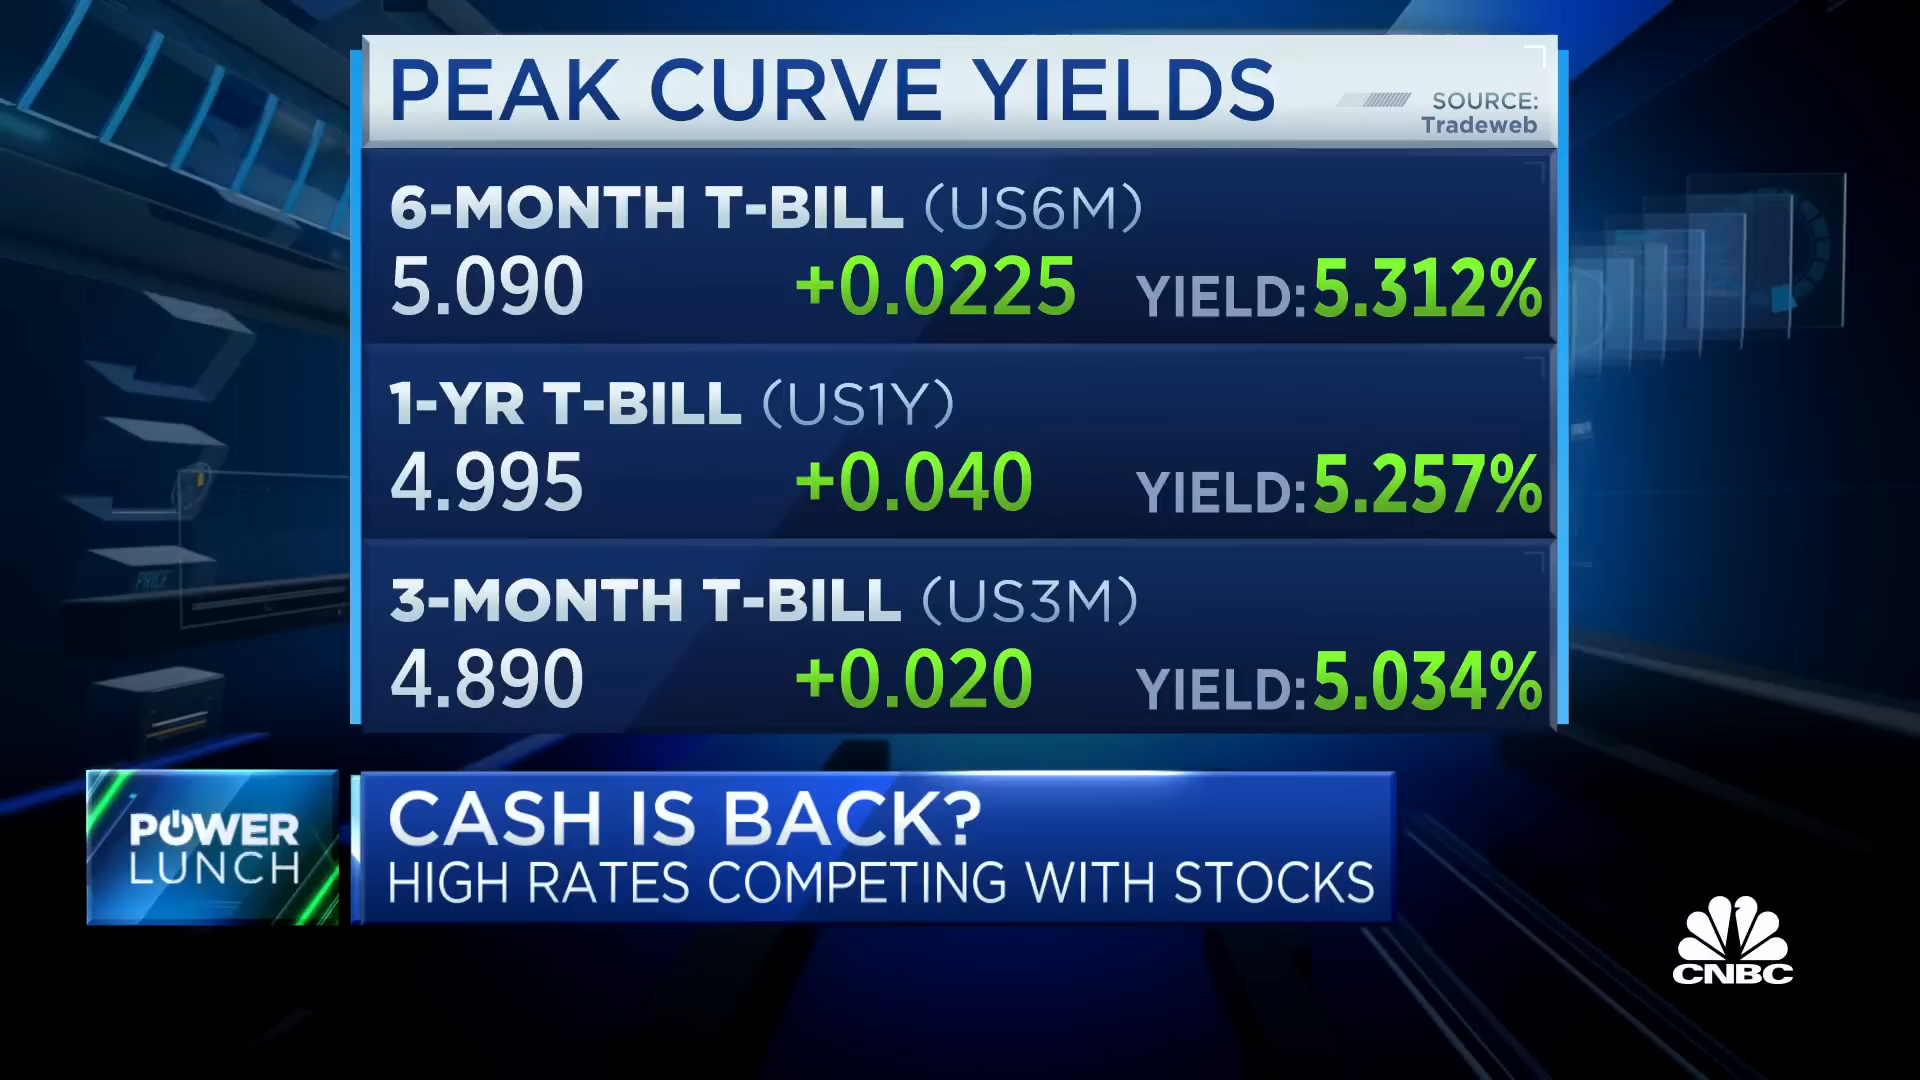 PEAK CURVE YIELDS
SOURCE:
Tradeweb
6-MONTH T-BILL (US6M)
5.090 +0.0225 YIELD: 5.312%
1-YR T-BILL (US1Y)
4.995 +0.040 YIELD: 5.257%
3-MONTH T-BILL (US3M)
4.890 +0.020 YIELD: 5.034%
POWER
LUNCH
CASH IS BACK?
HIGH RATES COMPETING WITH STOCKS
CNBC
PRICE